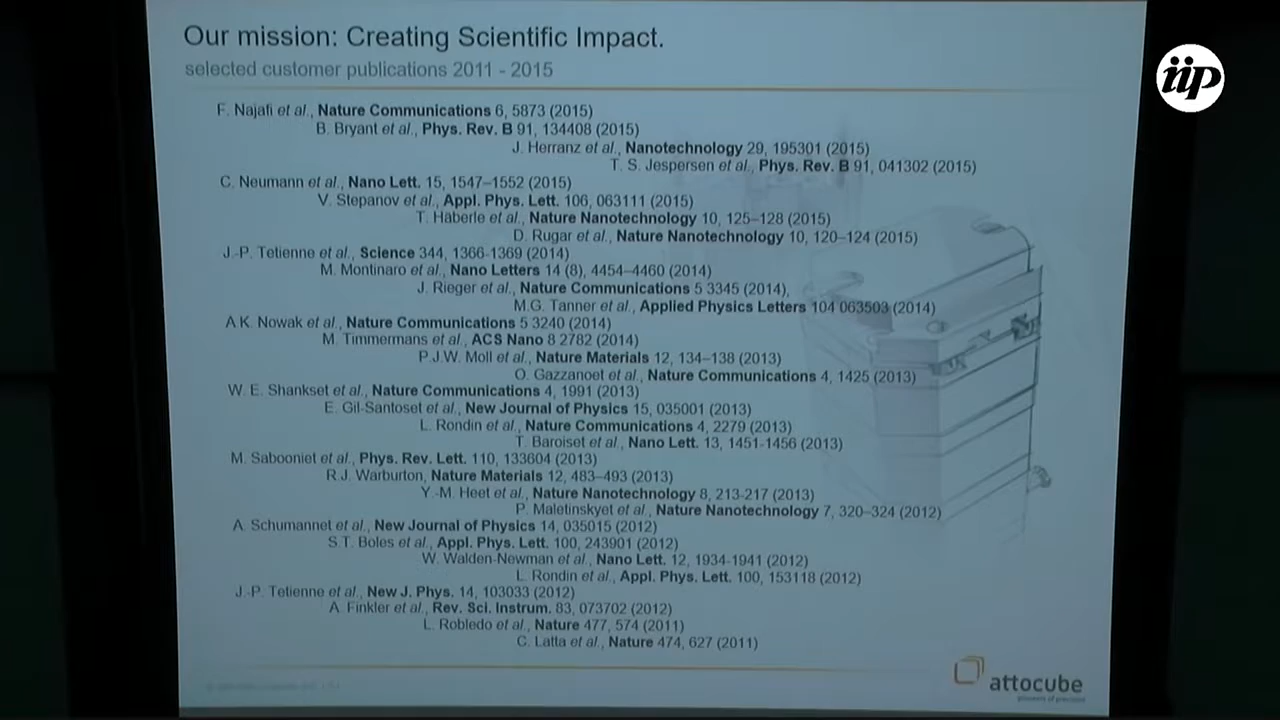 Our mission: Creating Scientific Impact.
selected customer publications 2011 - 2015
iip
F. Najafi et al., Nature Communications 6, 5873 (2015)
B. Bryant et al., Phys. Rev. B 91, 134408 (2015)
J. Herranz et al., Nanotechnology 29, 195301 (2015)
T. S. Jespersen et al., Phys. Rev. B 91, 041302 (2015)
C. Neumann et al., Nano Lett. 15, 1547–1552 (2015)
V. Stepanov et al., Appl. Phys. Lett. 106, 063111 (2015)
T. Häberle et al., Nature Nanotechnology 10, 125–128 (2015)
D. Rugar et al., Nature Nanotechnology 10, 120–124 (2015)
J.-P. Tetienne et al., Science 344, 1366-1369 (2014)
M. Montinaro et al., Nano Letters 14 (8), 4454–4460 (2014)
J. Rieger et al., Nature Communications 5 3345 (2014),
M.G. Tanner et al., Applied Physics Letters 104 063503 (2014)
A K. Nowak et al., Nature Communications 5 3240 (2014)
M. Timmermans et al., ACS Nano 8 2782 (2014)
P.J.W. Moll et al., Nature Materials 12, 134–138 (2013)
O. Gazzanoet et al., Nature Communications 4, 1425 (2013)
W. E. Shankset et al., Nature Communications 4, 1991 (2013)
E. Gil-Santoset et al., New Journal of Physics 15, 035001 (2013)
L. Rondin et al., Nature Communications 4, 2279 (2013)
T. Baroiset et al., Nano Lett. 13, 1451-1456 (2013)
M. Sabooniet et al., Phys. Rev. Lett. 110, 133604 (2013)
R.J. Warburton, Nature Materials 12, 483–493 (2013)
Y.-M. Heet et al., Nature Nanotechnology 8, 213-217 (2013)
P. Maletinskyet et al., Nature Nanotechnology 7, 320–324 (2012)
A. Schumannet et al., New Journal of Physics 14, 035015 (2012)
S.T. Boles et al., Appl. Phys. Lett. 100, 243901 (2012)
W. Walden-Newman et al., Nano Lett. 12, 1934-1941 (2012)
L. Rondin et al., Appl. Phys. Lett. 100, 153118 (2012)
J.-P. Tetienne et al., New J. Phys. 14, 103033 (2012)
A. Finkler et al., Rev. Sci. Instrum. 83, 073702 (2012)
L. Robledo et al., Nature 477, 574 (2011)
C. Latta et al., Nature 474, 627 (2011)
attocube
pioneers of precision